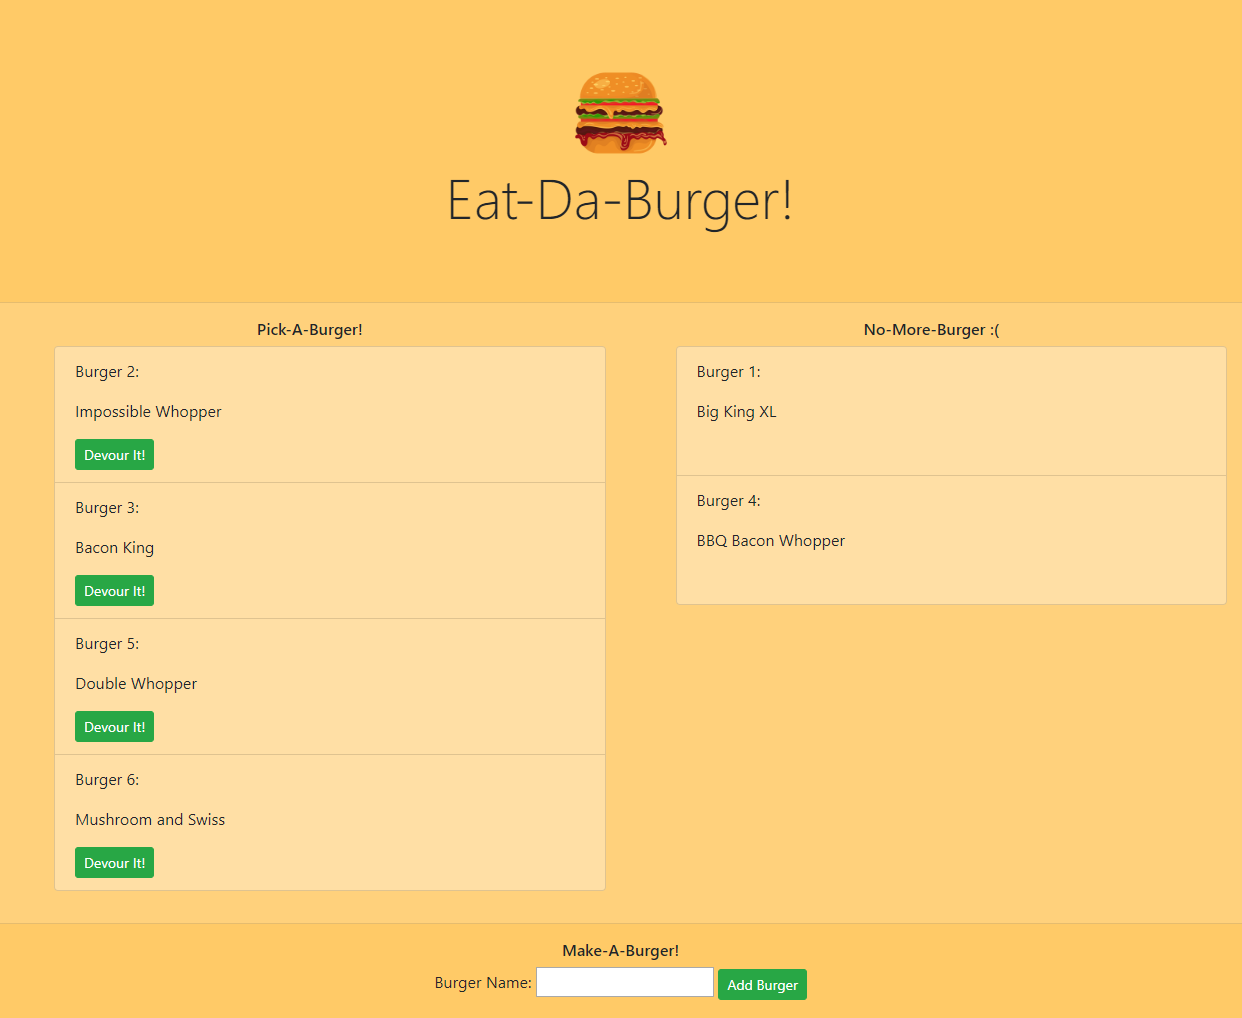 Eat-Da-Burger!
Pick-A-Burger!
Burger 2:
Impossible Whopper
Devour It!
Burger 3:
Bacon King
Devour It!
Burger 5:
Double Whopper
Devour It!
Burger 6:
Mushroom and Swiss
Devour It!
No-More-Burger :(
Burger 1:
Big King XL
Burger 4:
BBQ Bacon Whopper
Make-A-Burger!
Burger Name:
Add Burger